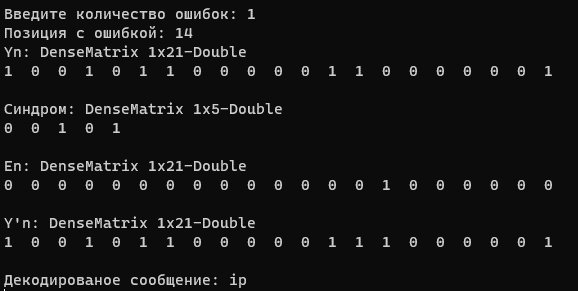 Введите количество ошибок: 1
Позиция с ошибкой: 14
Yn: DenseMatrix 1x21-Double
1 0 0 1 0 1 1 0 0 0 0 0 1 1 0 0 0 0 0 0 1
Синдром: DenseMatrix 1x5-Double
0 0 1 0 1
En: DenseMatrix 1x21-Double
0 0 0 0 0 0 0 0 0 0 0 0 0 0 1 0 0 0 0 0 0
Y'n: DenseMatrix 1x21-Double
1 0 0 1 0 1 1 0 0 0 0 0 1 1 1 0 0 0 0 0 1
Декодированое сообщение: ip